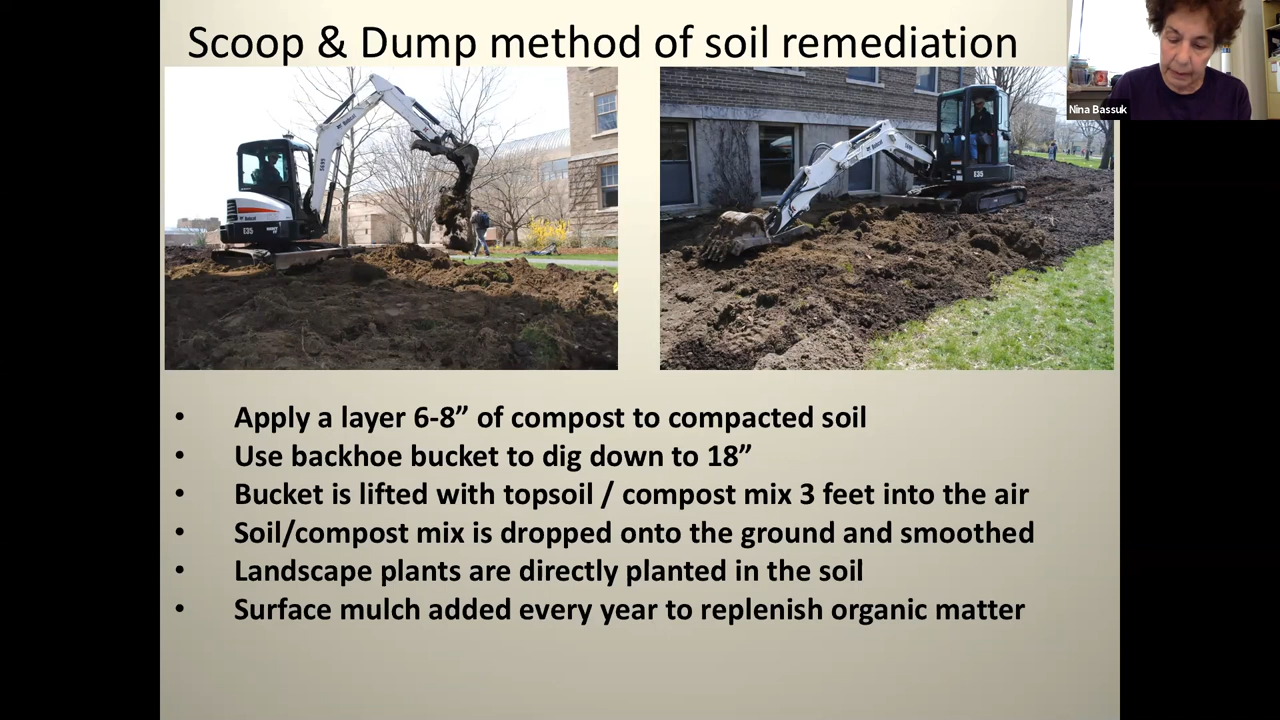 Scoop & Dump method of soil remediation
Nina Bassuk
Bobcat
E35
E35
• Apply a layer 6-8” of compost to compacted soil
• Use backhoe bucket to dig down to 18”
• Bucket is lifted with topsoil / compost mix 3 feet into the air
• Soil/compost mix is dropped onto the ground and smoothed
• Landscape plants are directly planted in the soil
• Surface mulch added every year to replenish organic matter